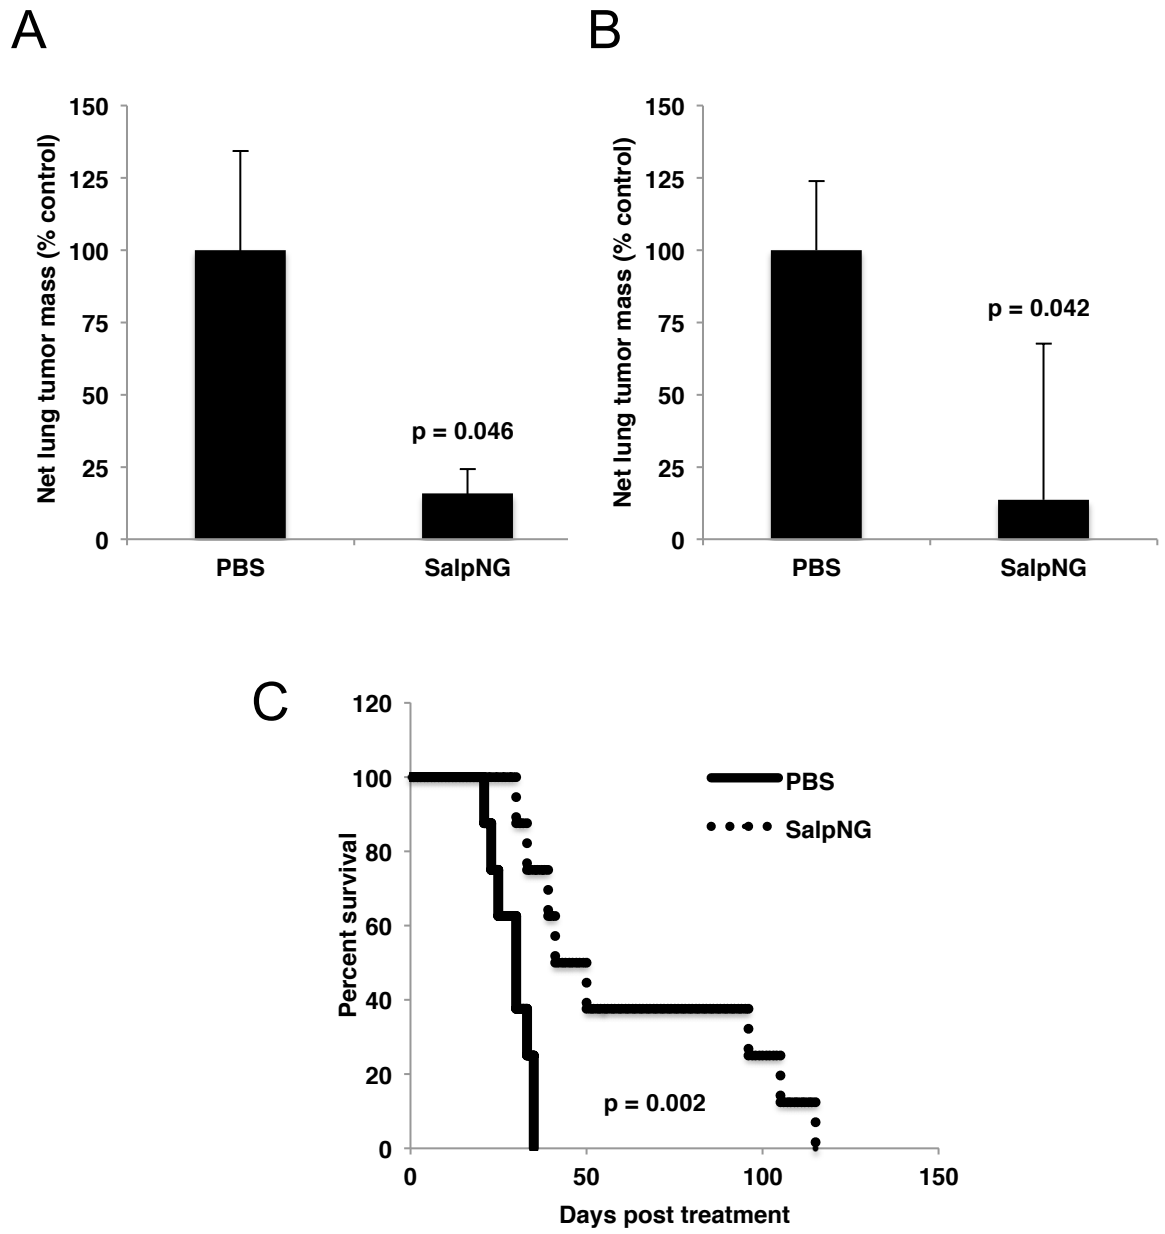 A
Net lung tumor mass (% control)
150
125
100
75
50
25
0
p = 0.046
PBS
SalpNG
B
Net lung tumor mass (% control)
150
125
100
75
50
25
0
p = 0.042
PBS
SalpNG
C
Percent survival
120
100
80
60
40
20
0
PBS
SalpNG
p = 0.002
0
50
100
150
Days post treatment